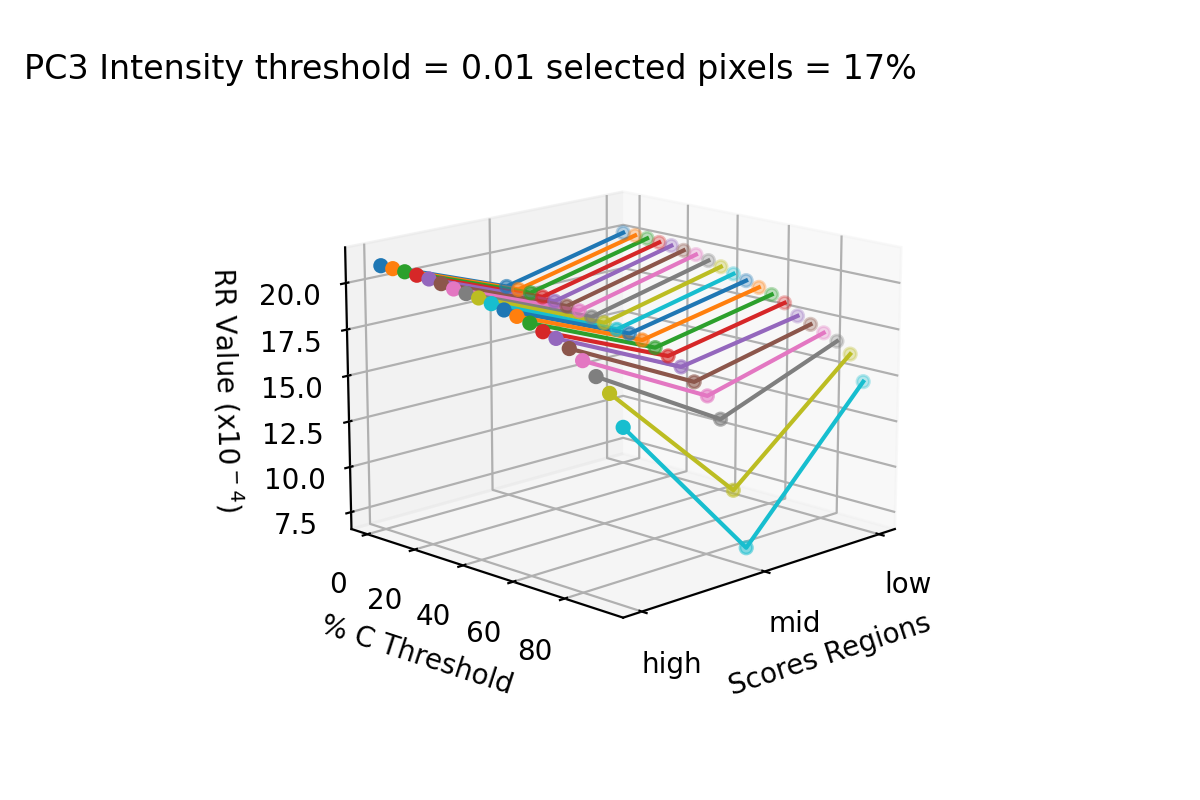 PC3 Intensity threshold = 0.01 selected pixels = 17%
RR Value (x10⁻⁴)
20.0
17.5
15.0
12.5
10.0
7.5
0
20
40
60
80
% C Threshold
high
mid
low
Scores Regions